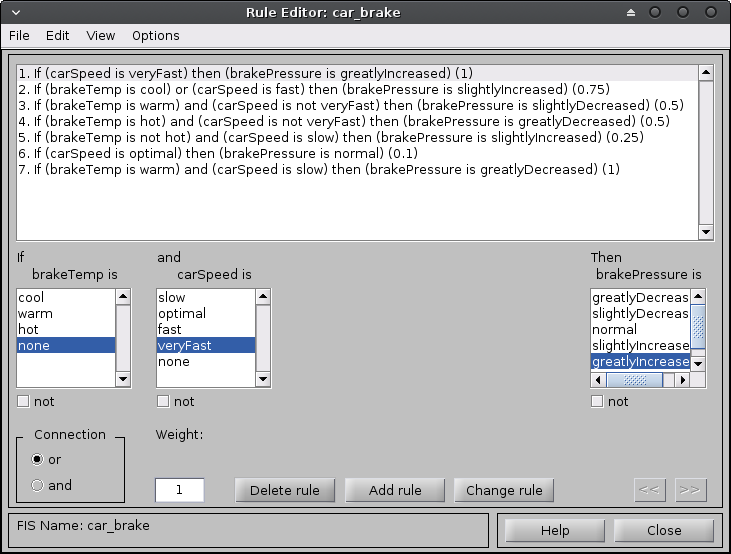 Rule Editor: car_brake
File Edit View Options
1. If (carSpeed is veryFast) then (brakePressure is greatlyIncreased) (1)
2. If (brakeTemp is cool) or (carSpeed is fast) then (brakePressure is slightlyIncreased) (0.75)
3. If (brakeTemp is warm) and (carSpeed is not veryFast) then (brakePressure is slightlyDecreased) (0.5)
4. If (brakeTemp is hot) and (carSpeed is not veryFast) then (brakePressure is greatlyDecreased) (0.5)
5. If (brakeTemp is not hot) and (carSpeed is slow) then (brakePressure is slightlyIncreased) (0.25)
6. If (carSpeed is optimal) then (brakePressure is normal) (0.1)
7. If (brakeTemp is warm) and (carSpeed is slow) then (brakePressure is greatlyDecreased) (1)
If
brakeTemp is
cool
warm
hot
none
not
and
carSpeed is
slow
optimal
fast
veryFast
none
not
Then
brakePressure is
greatlyDecreas
slightlyDecreas
normal
slightlyIncrease
greatlyIncrease
not
Connection
or
and
Weight:
1
Delete rule
Add rule
Change rule
<<
>>
FIS Name: car_brake
Help
Close